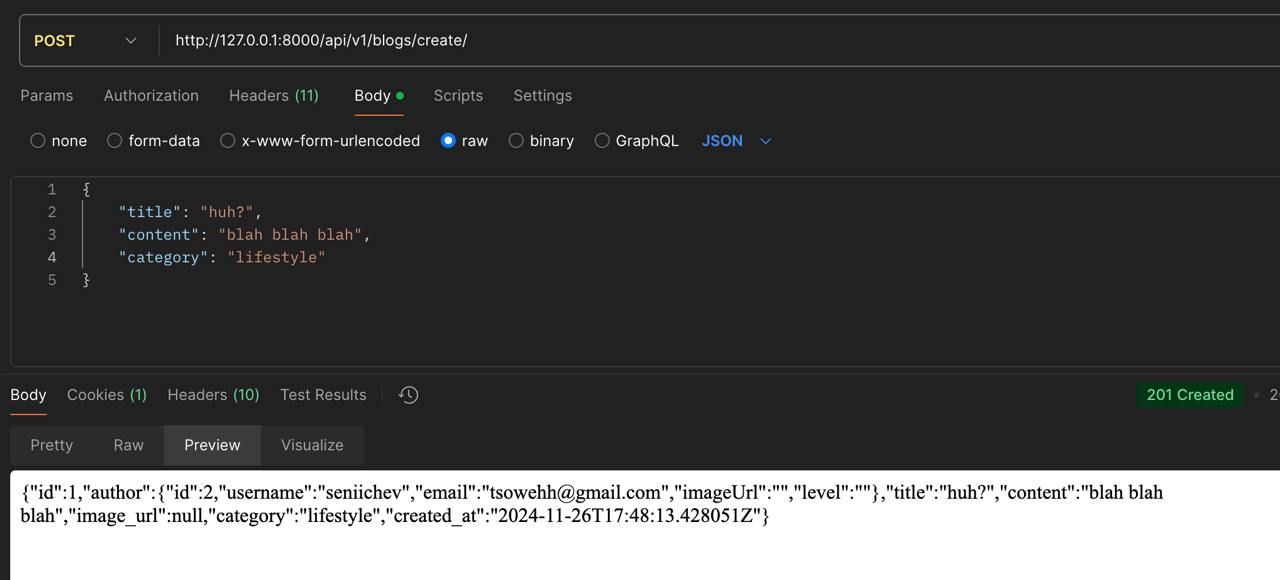 POST http://127.0.0.1:8000/api/v1/blogs/create/
Params Authorization Headers (11) Body Scripts Settings
none form-data x-www-form-urlencoded raw binary GraphQL JSON
1 {
2 "title": "huh?",
3 "content": "blah blah blah",
4 "category": "lifestyle"
5 }
Body Cookies (1) Headers (10) Test Results 201 Created
Pretty Raw Preview Visualize
{"id":1,"author":{"id":2,"username":"seniichev","email":"tsowehh@gmail.com","imageUrl":"","level":""},"title":"huh?","content":"blah blah
blah","image_url":null,"category":"lifestyle","created_at":"2024-11-26T17:48:13.428051Z"}